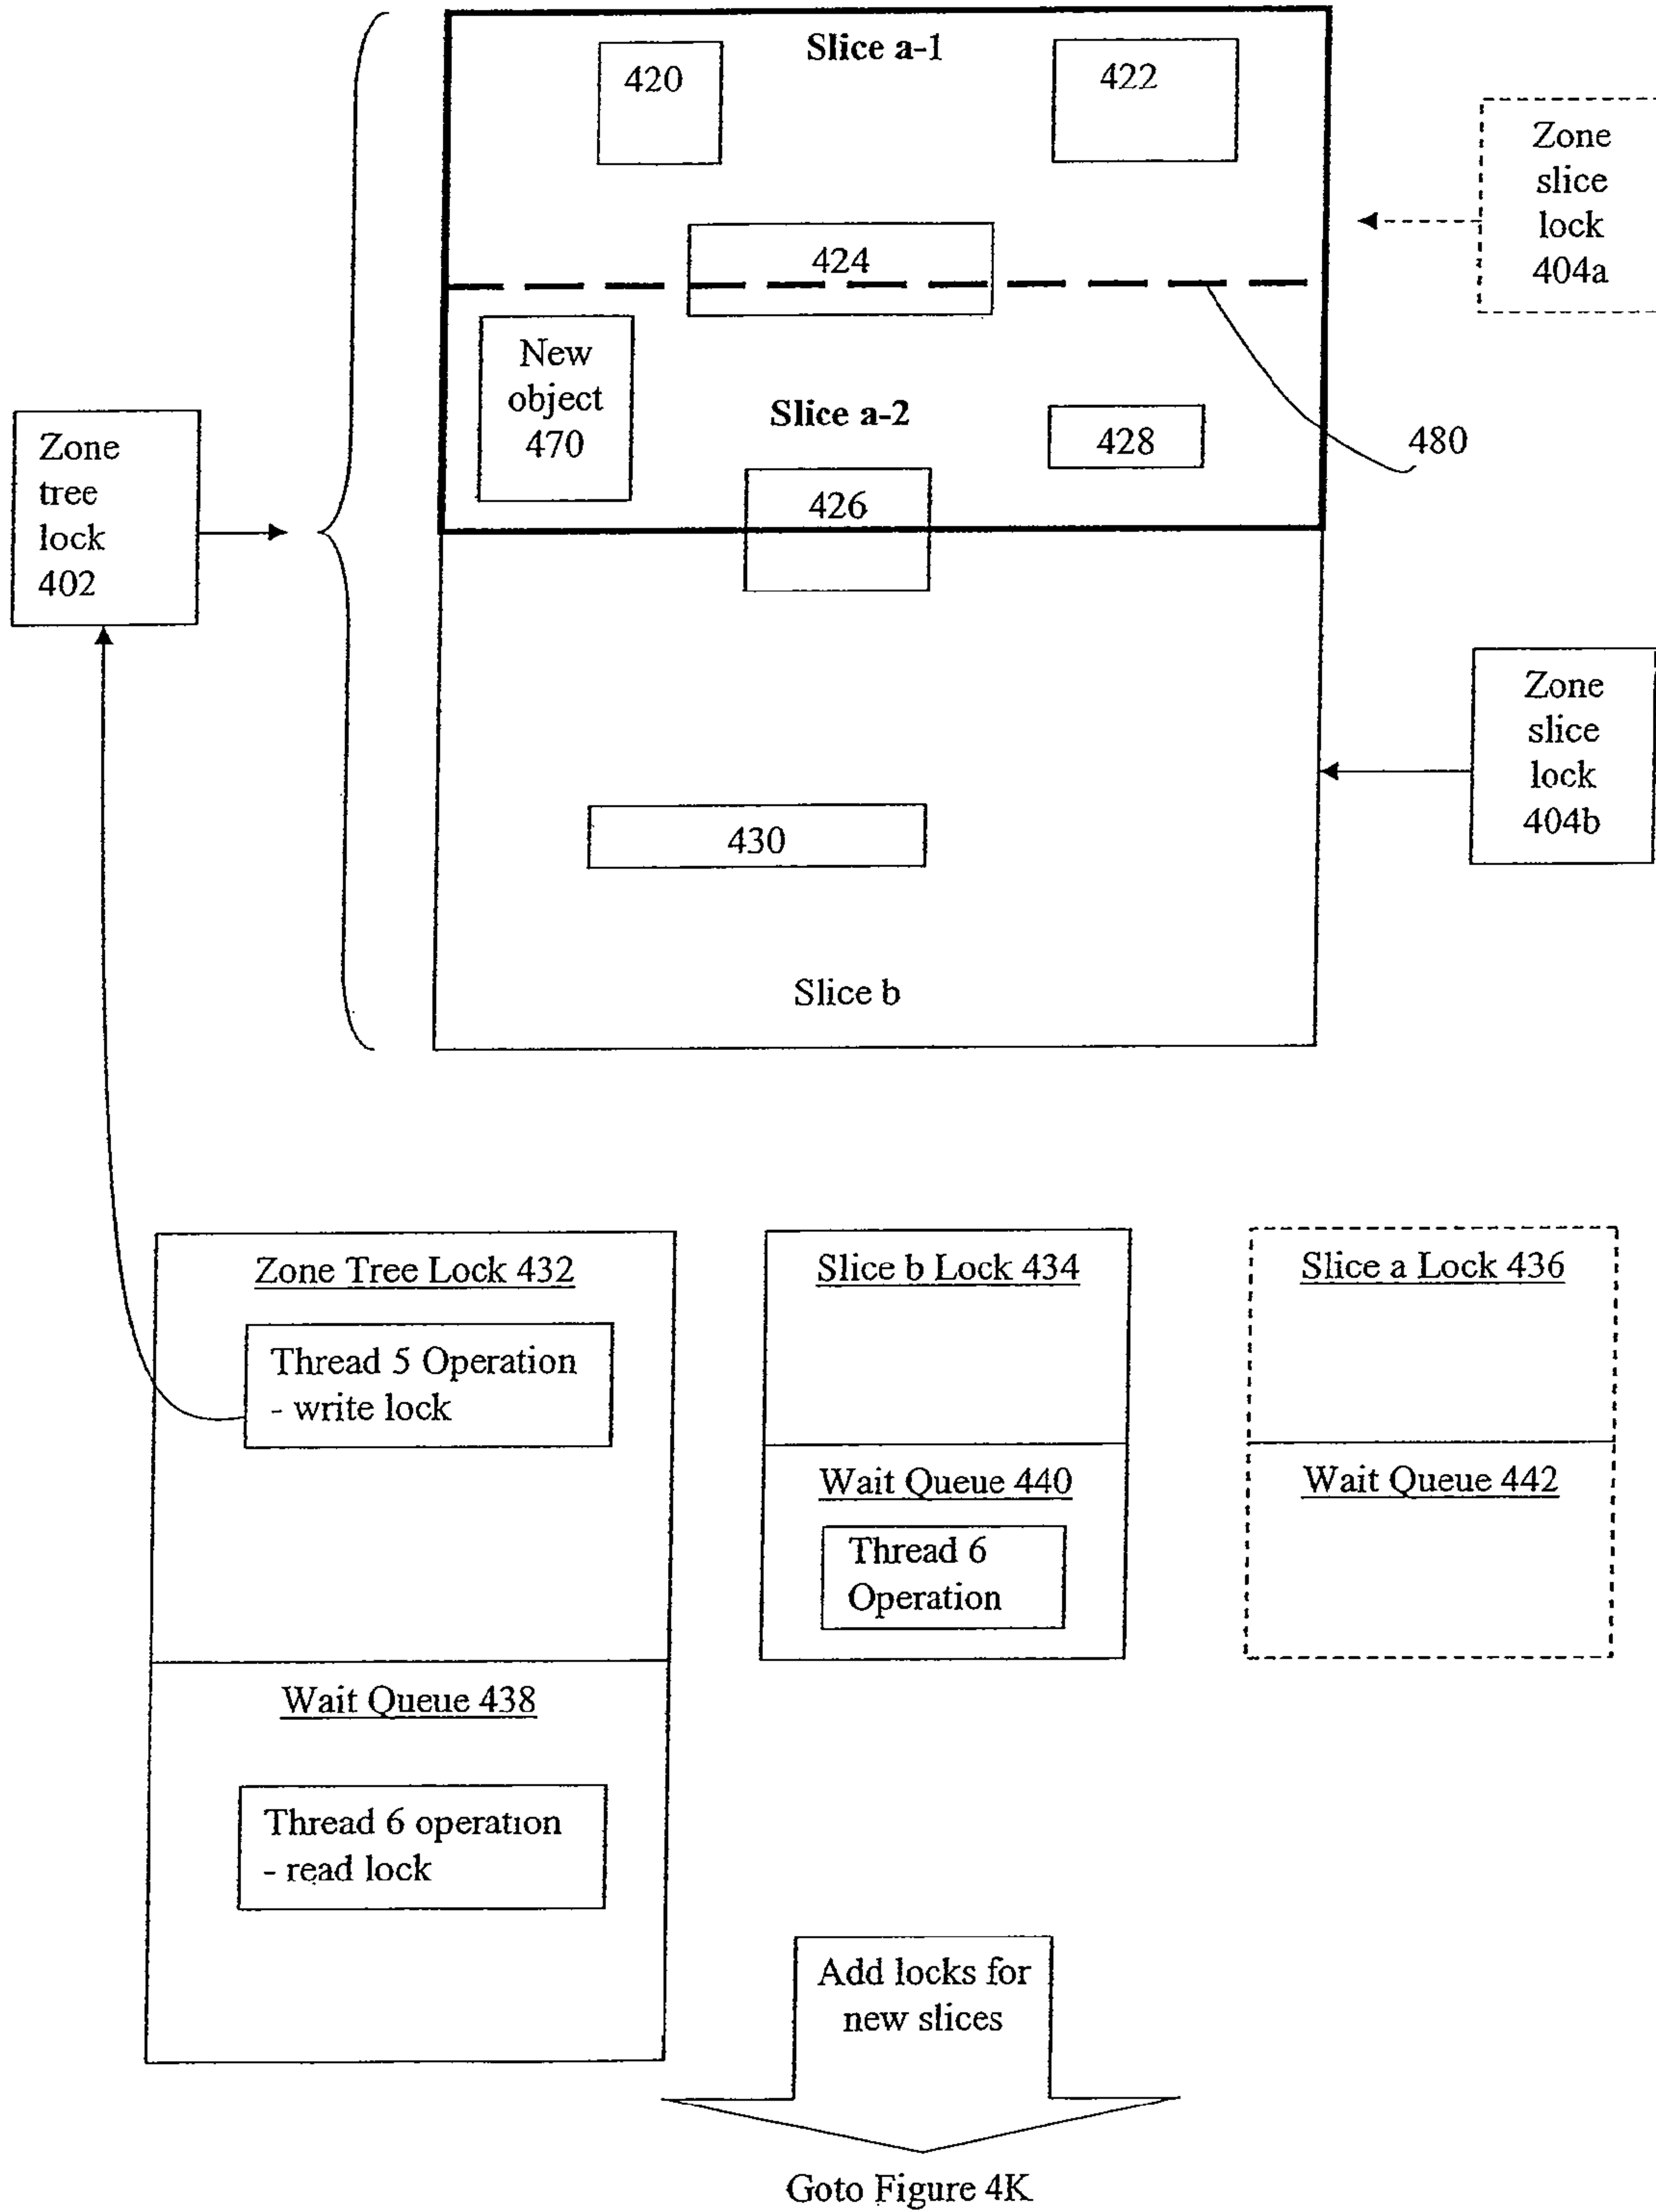 Slice a-1
420
422
Zone
slice
lock
404a
424
New
object
470
Slice a-2
428
480
426
Zone
tree
lock
402
Zone
slice
lock
404b
430
Slice b
Zone Tree Lock 432
Thread 5 Operation
- write lock
Wait Queue 438
Thread 6 operation
- read lock
Slice b Lock 434
Wait Queue 440
Thread 6
Operation
Slice a Lock 436
Wait Queue 442
Add locks for
new slices
Goto Figure 4K